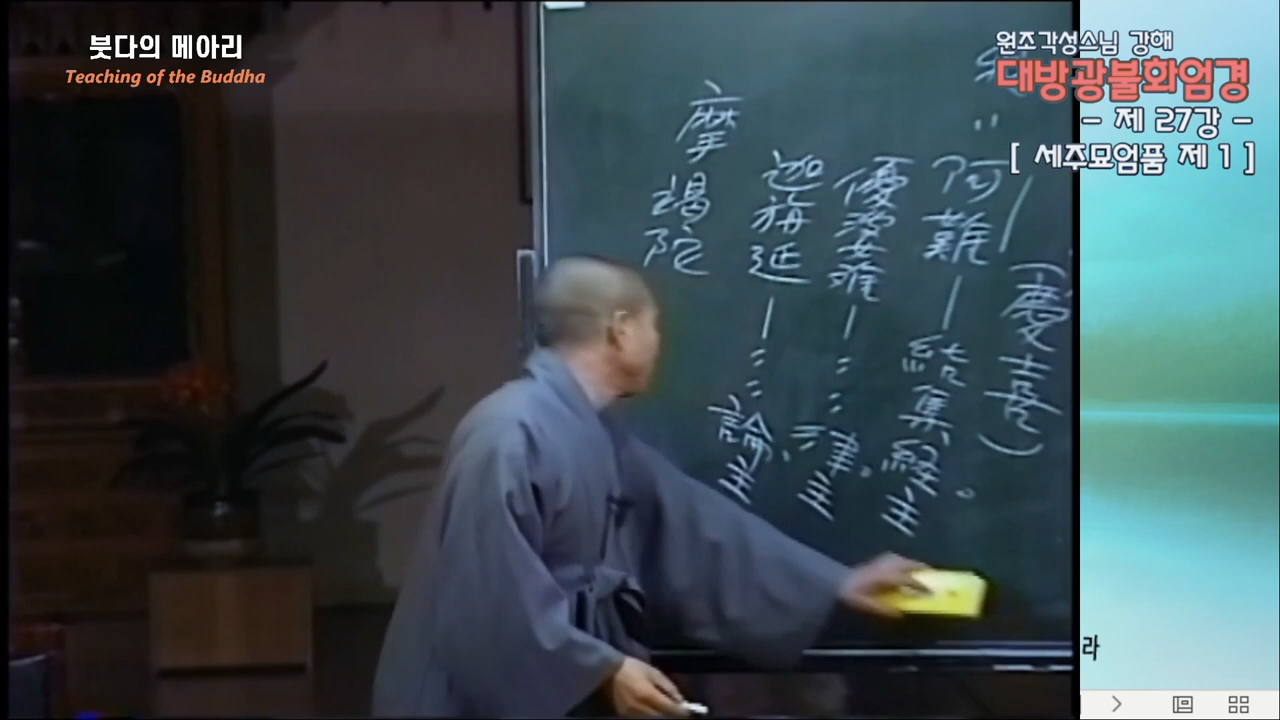 붓다의 메아리
Teaching of the Buddha
원조각성스님 강해
대방광불화엄경
- 제 27강 -
[ 세주묘엄품 제 1 ]
(慶喜)
阿難 — 結集 経主
優婆难 — 〃 〃 律主
迦旃延 — 〃 〃 論主
摩竭陀
라